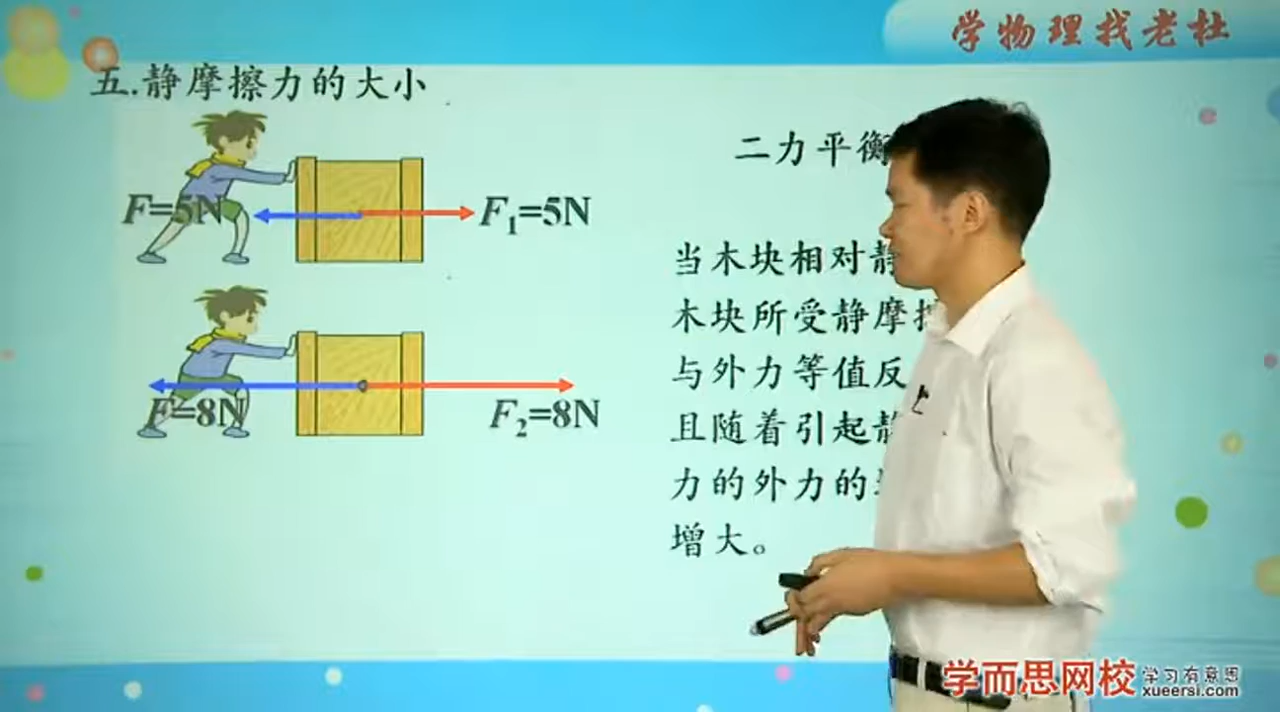 学物理找老杜
五.静摩擦力的大小
二力平衡
F=5N
F₁=5N
当木块相对静
木块所受静摩擦
与外力等值反
F=8N
F₂=8N
且随着引起静
力的外力的
增大。
学而思网校
学习有意思
xueersi.com